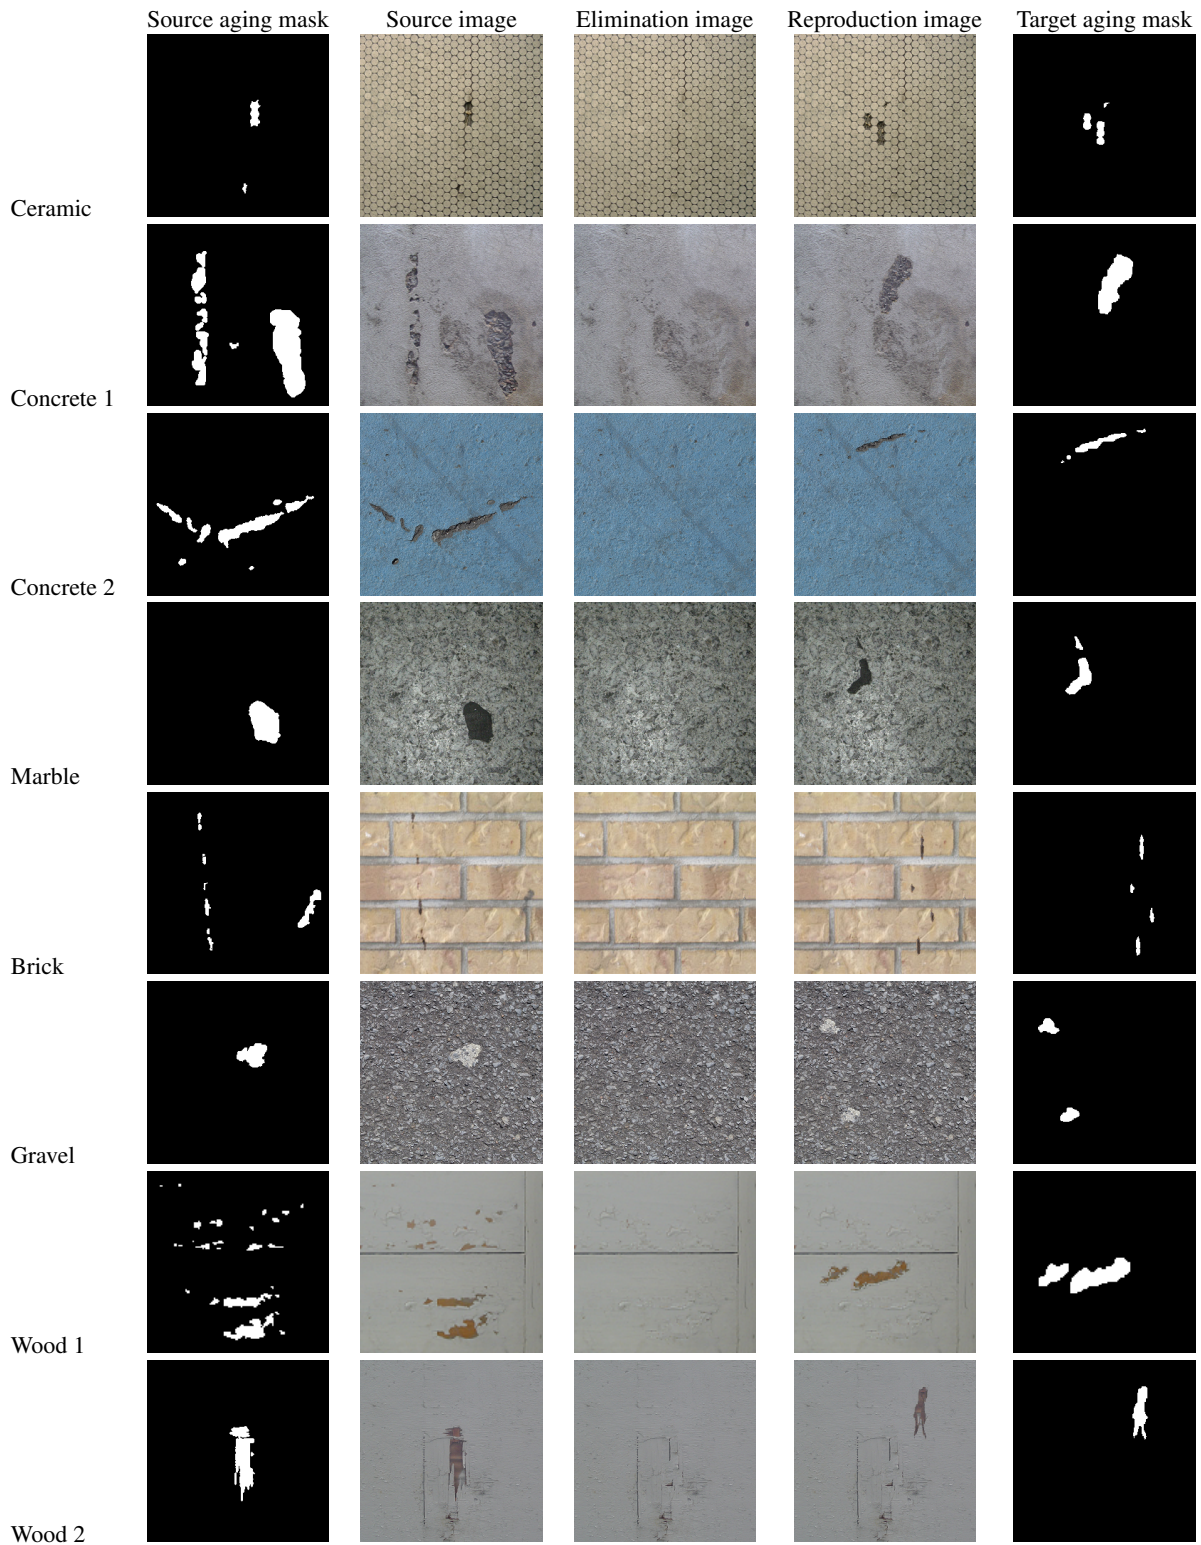 Source aging mask Source image Elimination image Reproduction image Target aging mask
Ceramic
Concrete 1
Concrete 2
Marble
Brick
Gravel
Wood 1
Wood 2